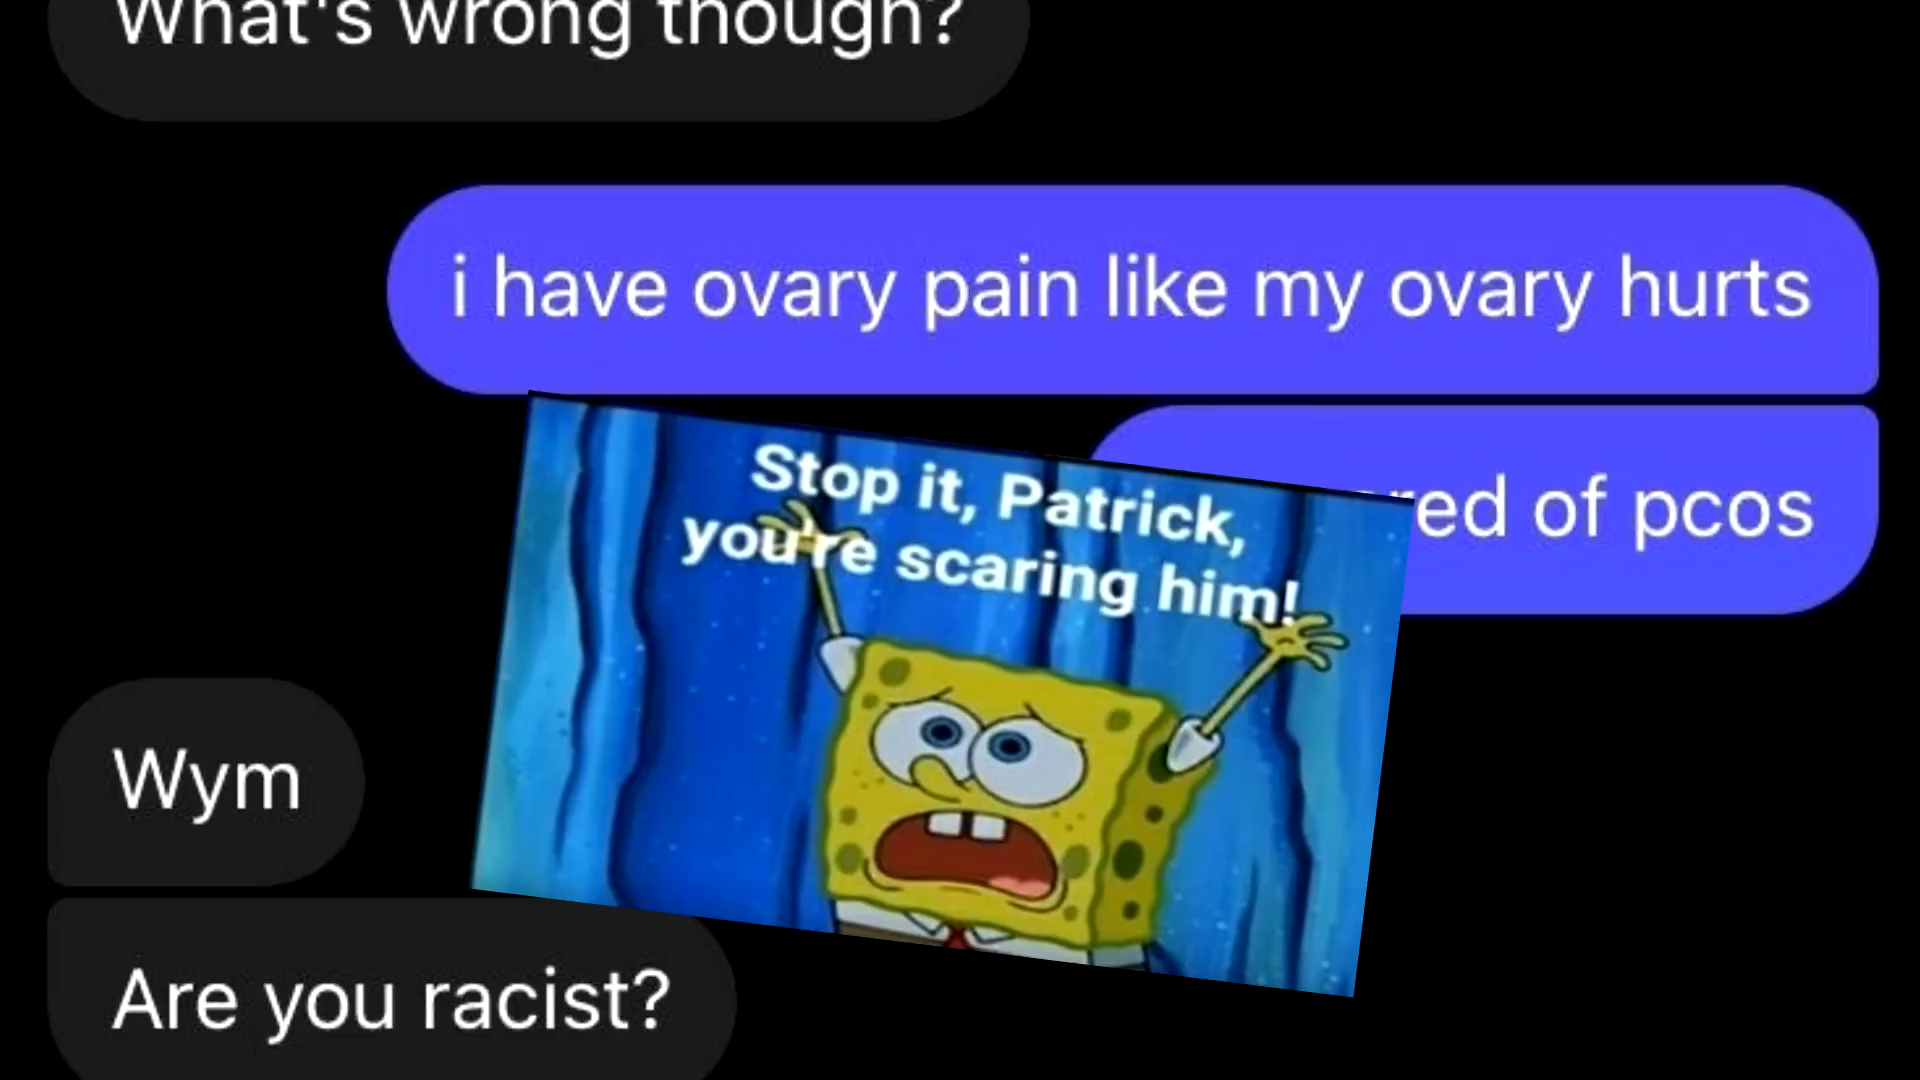 What's wrong though?
i have ovary pain like my ovary hurts
Stop it, Patrick,
you're scaring him!
of pcos
Wym
Are you racist?